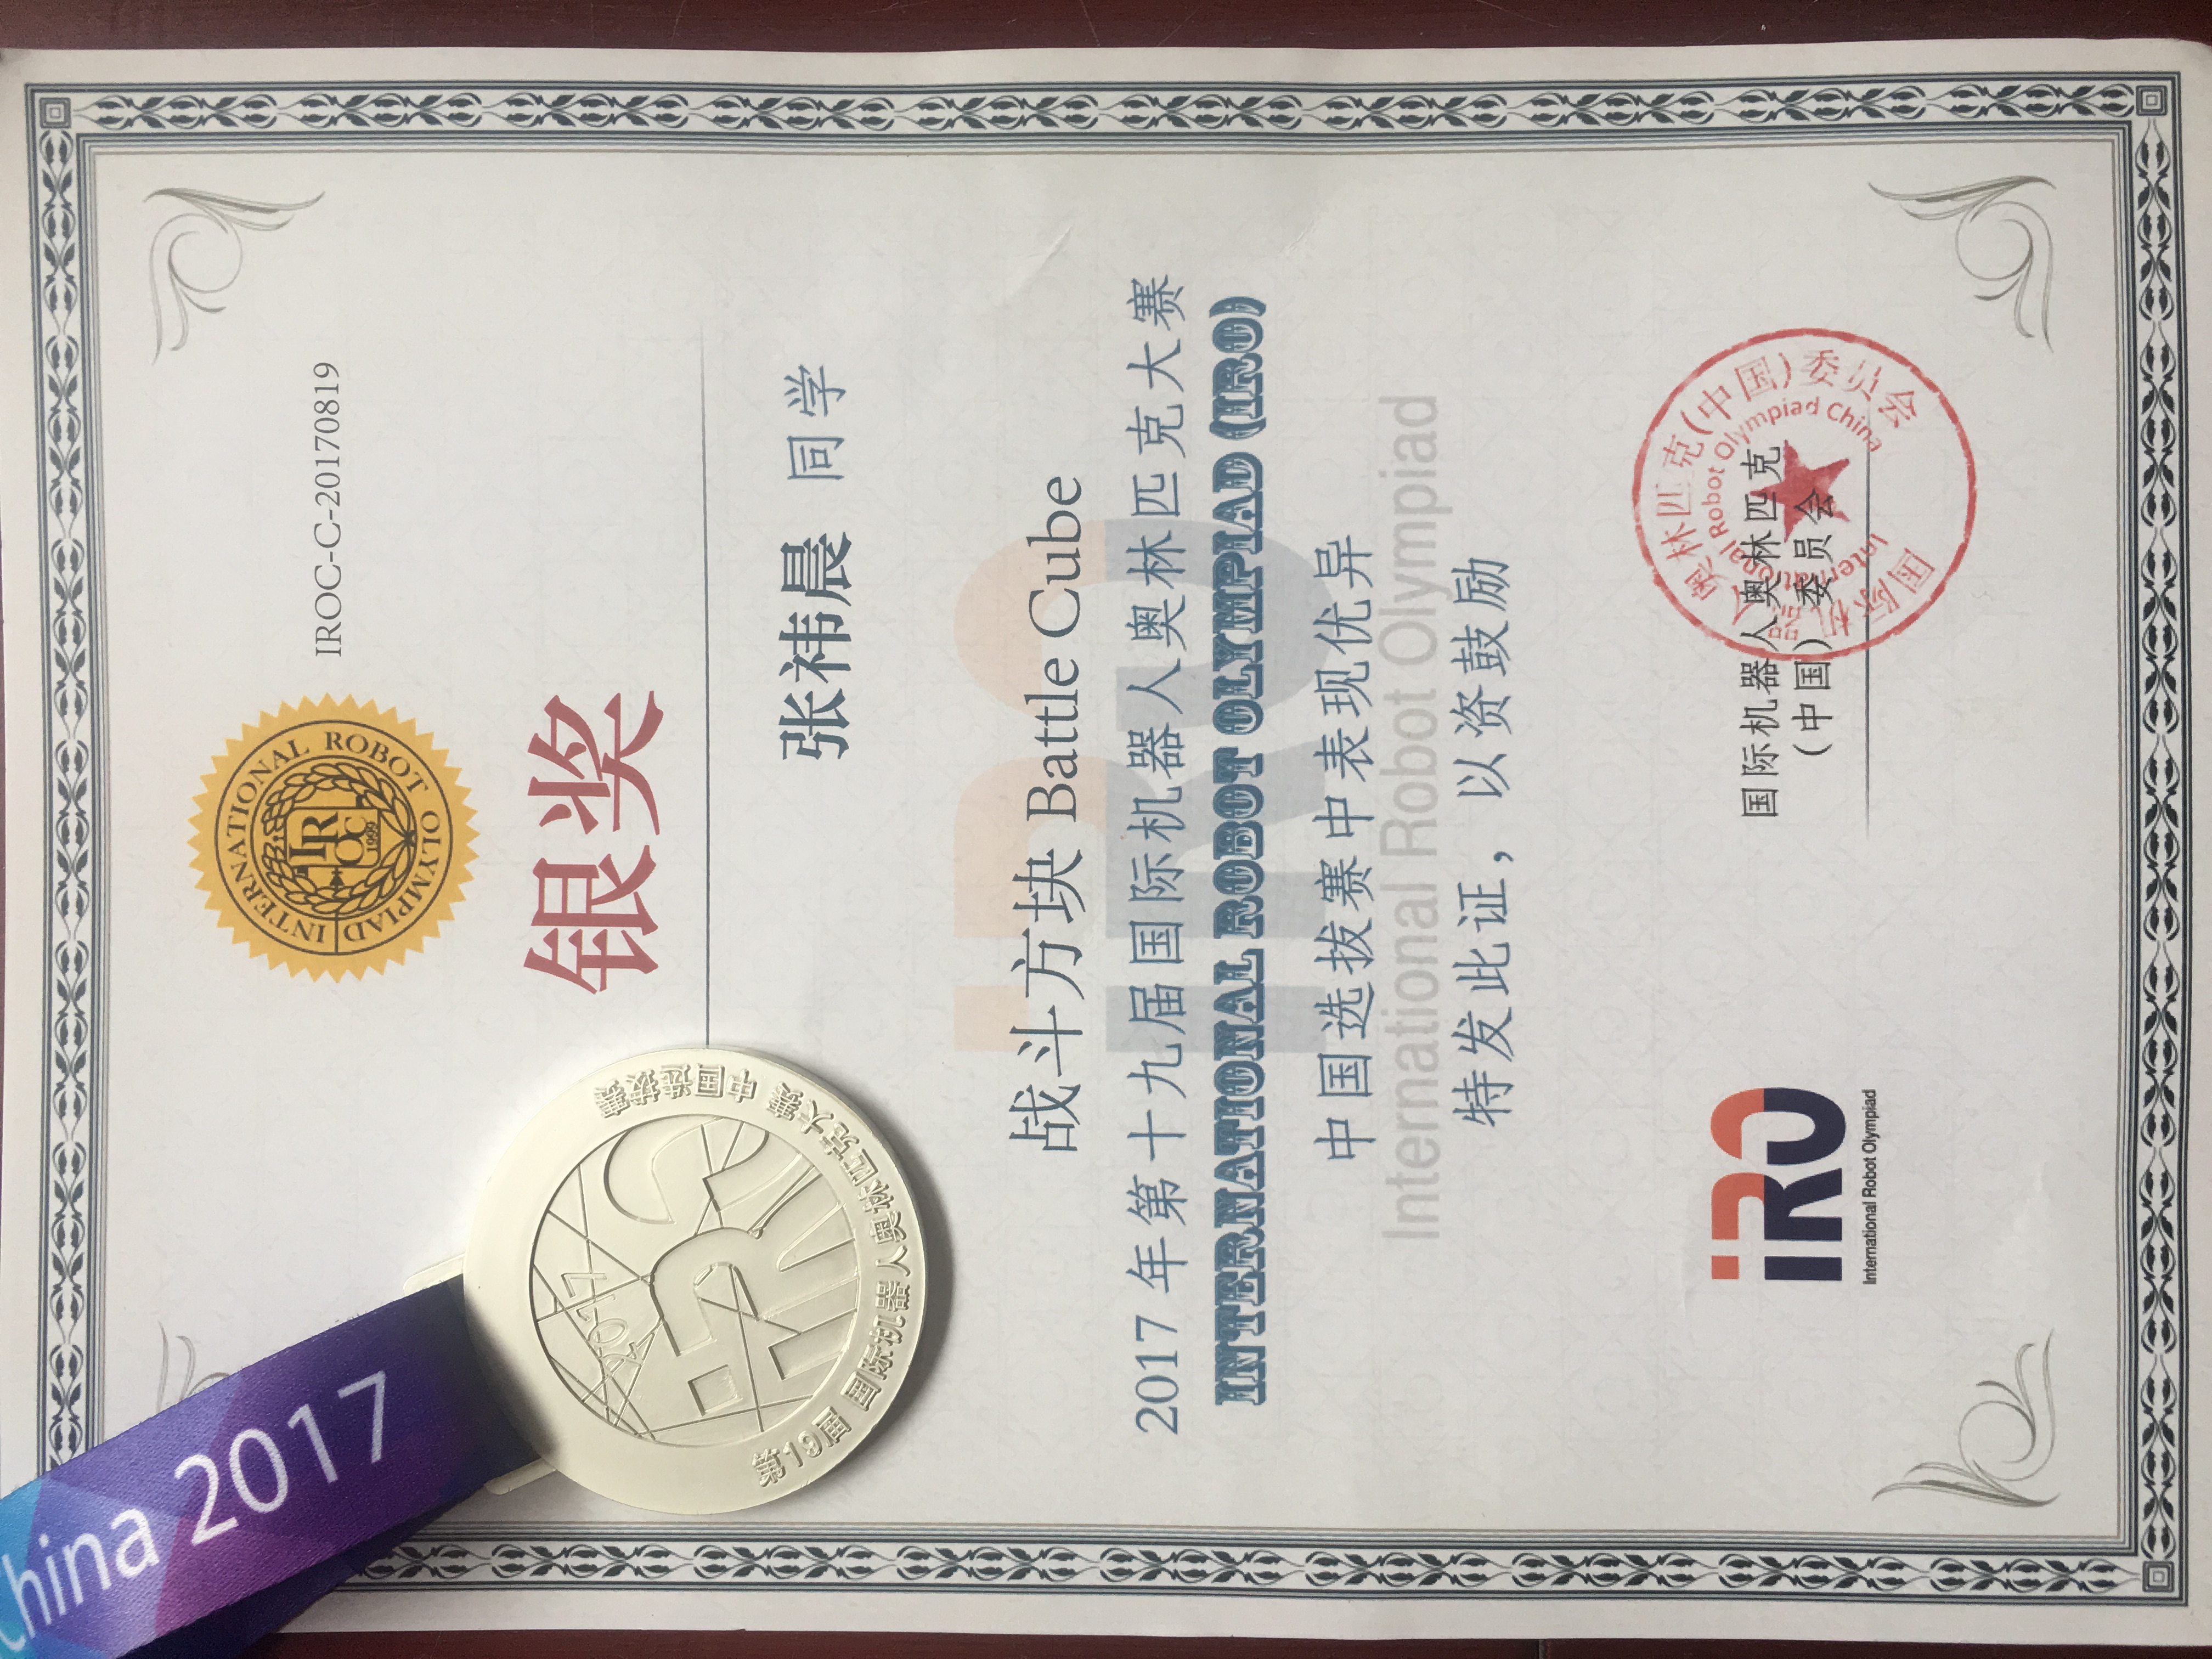 China 2017
INTERNATIONAL ROBOT OLYMPIAD
IROC
1999
IROC-C-20170819
银奖
2017
第19届 国际机器人奥林匹克大赛 中国选拔赛
张祎晨 同学
战斗方块 Battle Cube
2017 年第十九届国际机器人奥林匹克大赛
INTERNATIONAL ROBOT OLYMPIAD (IRO)
中国选拔赛中表现优异
iRO
International Robot Olympiad
特发此证，以资鼓励
iRO
International Robot Olympiad
国际机器人奥林匹克
（中国）委员会
国际机器人奥林匹克(中国)委员会
International Robot Olympiad China